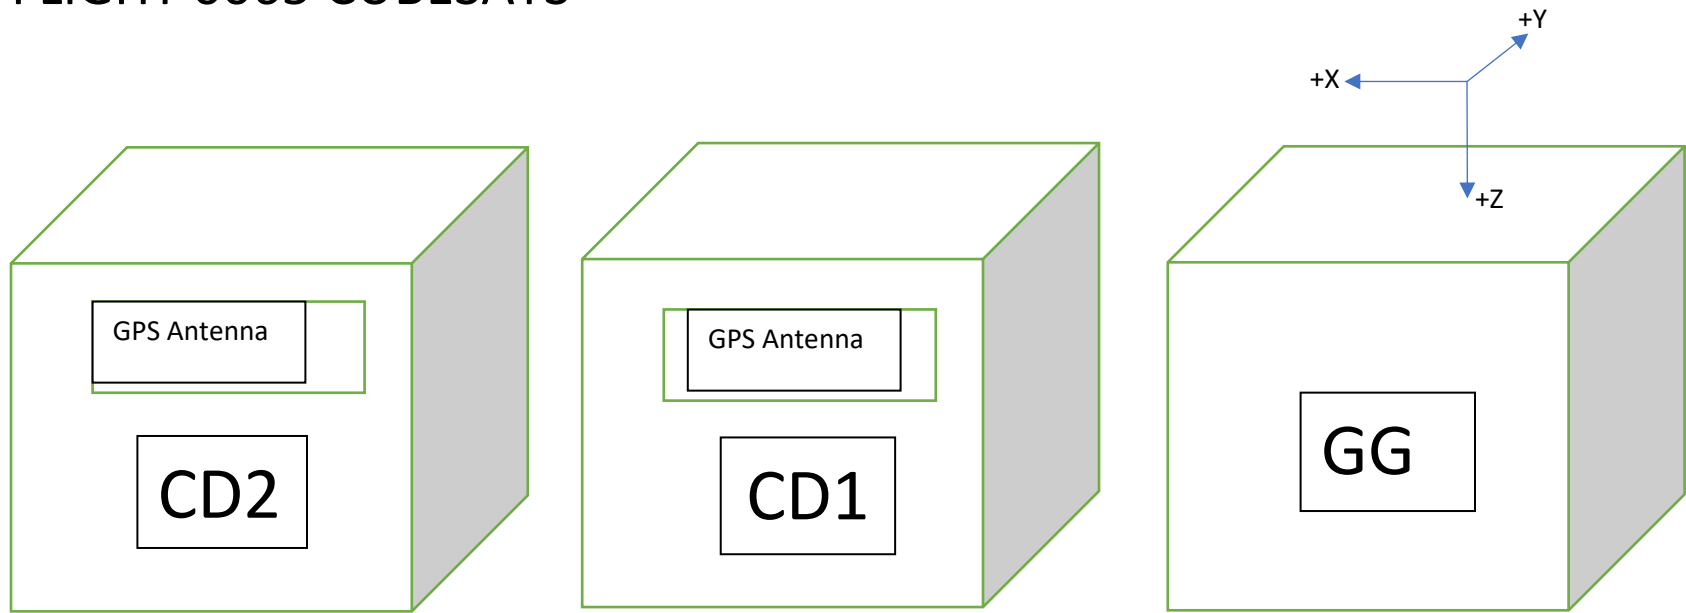 +Y
+X
+Z
GPS Antenna
GPS Antenna
CD2
CD1
GG